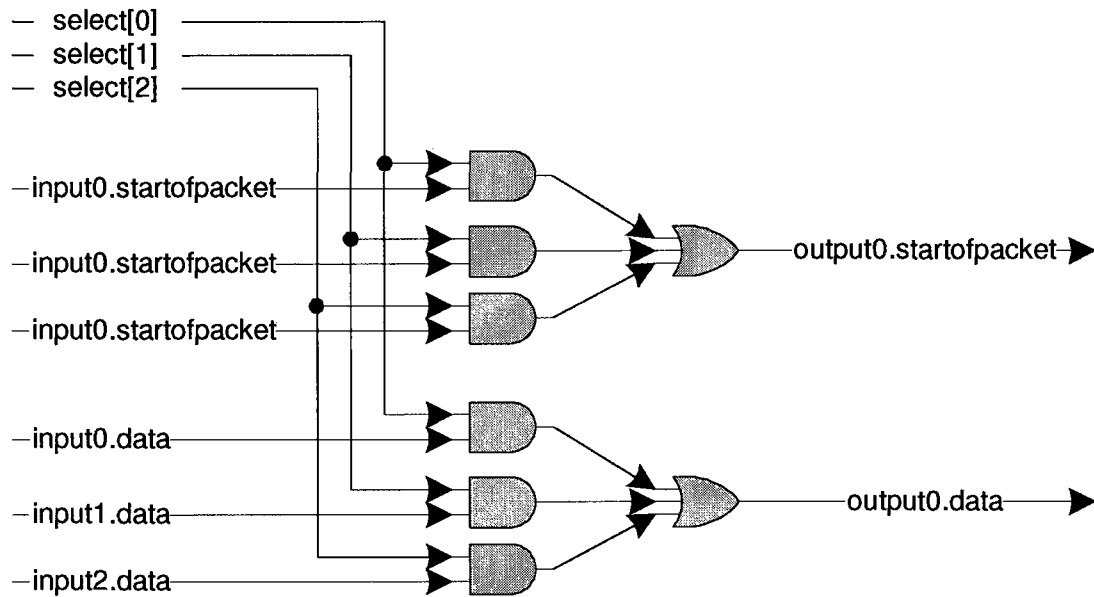 select[0]
select[1]
select[2]
input0.startofpacket
input0.startofpacket
output0.startofpacket
input0.startofpacket
input0.data
input1.data
output0.data
input2.data